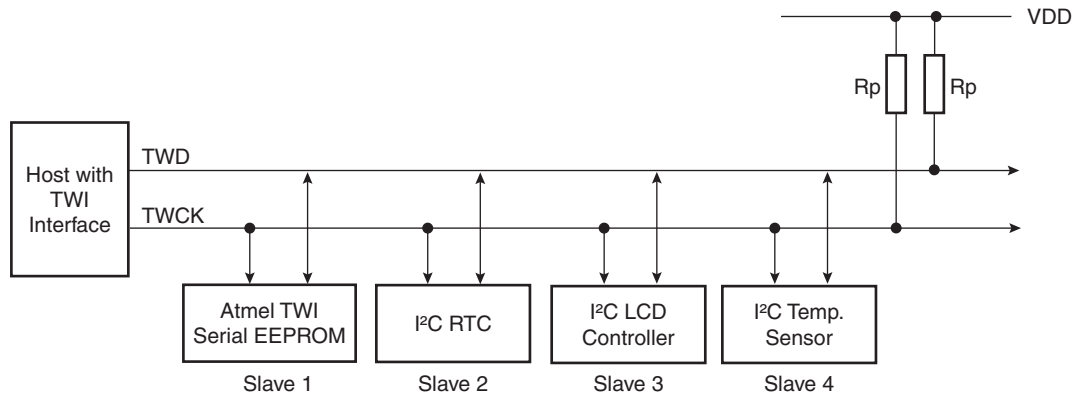 VDD
Rp
Rp
Host with
TWI
Interface
TWD
TWCK
Atmel TWI
Serial EEPROM
I²C RTC
I²C LCD
Controller
I²C Temp.
Sensor
Slave 1
Slave 2
Slave 3
Slave 4